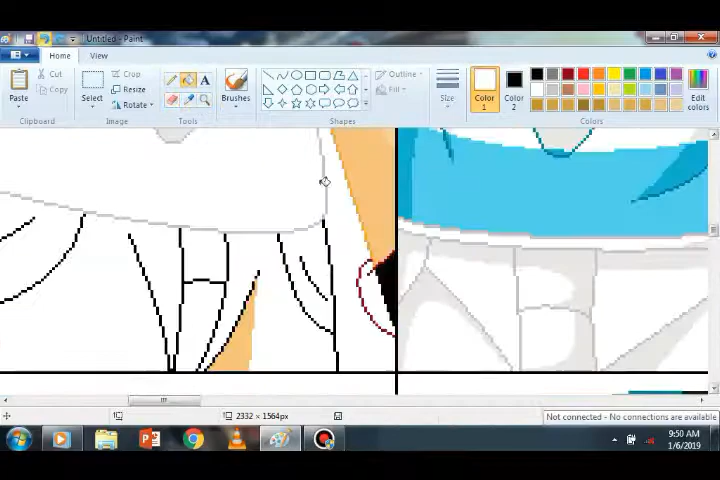 Untitled - Paint
Home View
Paste
Cut
Copy
Select
Crop
Resize
Rotate
A
Brushes
Outline
Fill
Size
Color
1
Color
2
Edit
colors
Clipboard Image Tools Shapes Colors
2332 × 1564px
Not connected - No connections are available
9:50 AM
1/6/2019